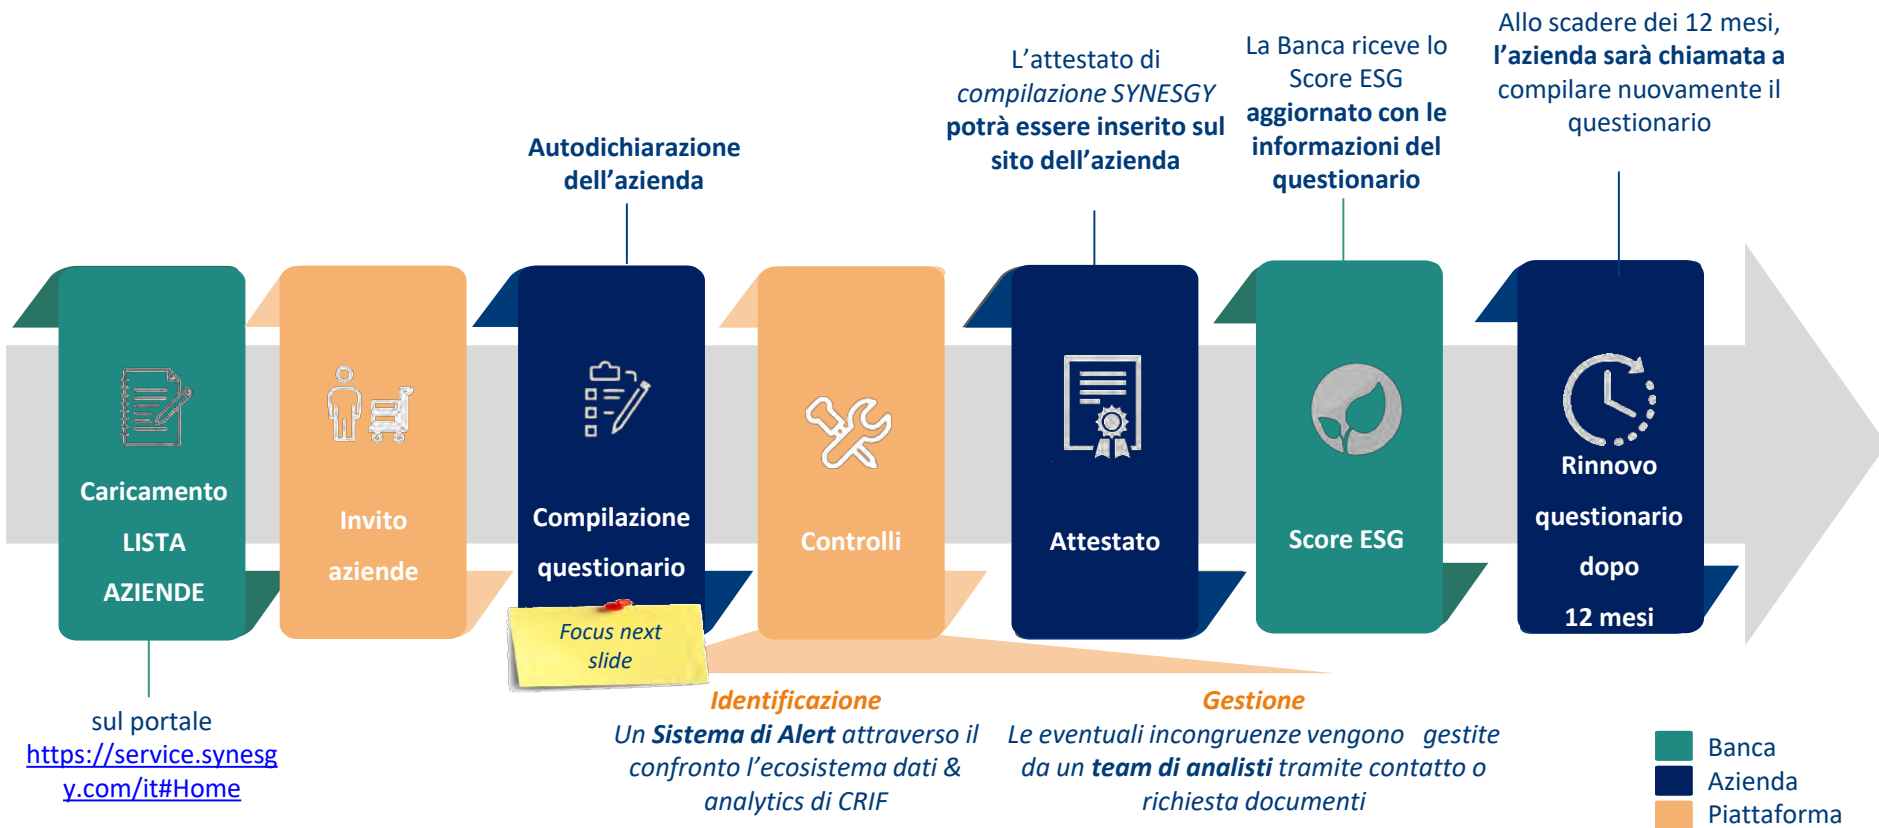 Allo scadere dei 12 mesi,
l'azienda sarà chiamata a
compilare nuovamente il
questionario
La Banca riceve lo
Score ESG
aggiornato con le
informazioni del
questionario
L'attestato di
compilazione SYNESGY
potrà essere inserito sul
sito dell'azienda
Autodichiarazione
dell'azienda
Caricamento
LISTA
AZIENDE
Invito
aziende
Compilazione
questionario
Controlli
Attestato
Score ESG
Rinnovo
questionario
dopo
12 mesi
Focus next
slide
sul portale
https://service.synesg
y.com/it#Home
Identificazione
Un Sistema di Alert attraverso il
confronto l'ecosistema dati &
analytics di CRIF
Gestione
Le eventuali incongruenze vengono gestite
da un team di analisti tramite contatto o
richiesta documenti
Banca
Azienda
Piattaforma